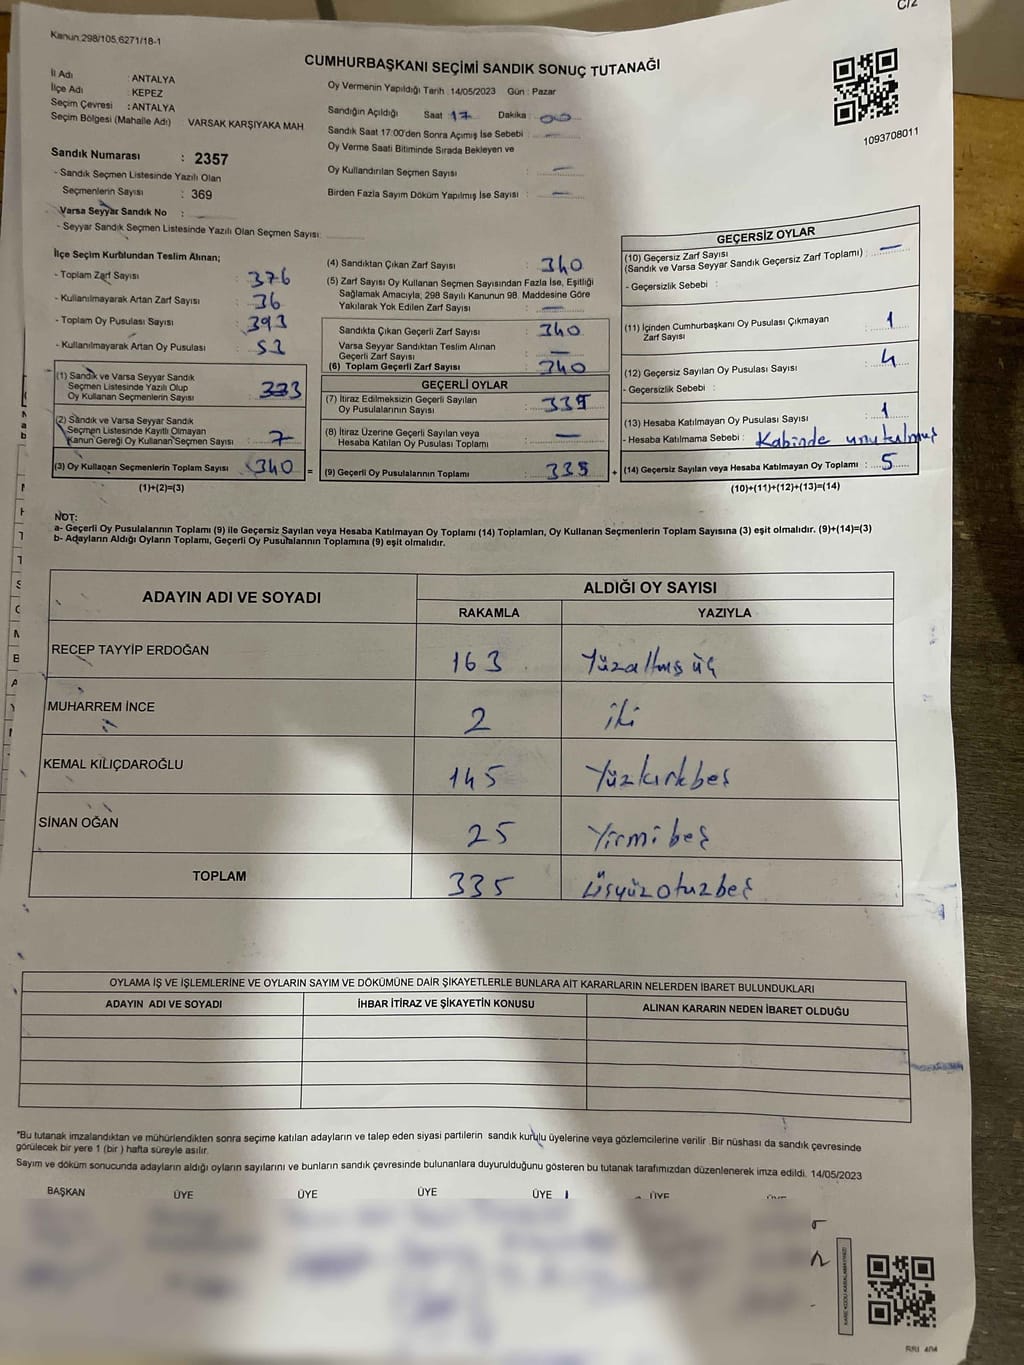 C/2
Kanun.298/105,6271/18-1
CUMHURBAŞKANI SEÇİMİ SANDIK SONUÇ TUTANAĞI
İl Adı : ANTALYA
İlçe Adı : KEPEZ
Seçim Çevresi : ANTALYA
Seçim Bölgesi (Mahalle Adı) VARSAK KARŞIYAKA MAH
Sandık Numarası : 2357
- Sandık Seçmen Listesinde Yazılı Olan
Seçmenlerin Sayısı : 369
Varsa Seyyar Sandık No :
- Seyyar Sandık Seçmen Listesinde Yazılı Olan Seçmen Sayısı:
Oy Vermenin Yapıldığı Tarih : 14/05/2023 Gün : Pazar
Sandığın Açıldığı Saat 17 Dakika 00
Sandık Saat 17:00'den Sonra Açılmış İse Sebebi : —
Oy Verme Saati Bitiminde Sırada Bekleyen ve
Oy Kullandırılan Seçmen Sayısı : —
Birden Fazla Sayım Döküm Yapılmış İse Sayısı : —
1093708011
İlçe Seçim Kurulundan Teslim Alınan;
- Toplam Zarf Sayısı : 376
- Kullanılmayarak Artan Zarf Sayısı : 36
- Toplam Oy Pusulası Sayısı : 393
- Kullanılmayarak Artan Oy Pusulası : 53
(1) Sandık ve Varsa Seyyar Sandık
Seçmen Listesinde Yazılı Olup
Oy Kullanan Seçmenlerin Sayısı : 333
(2) Sandık ve Varsa Seyyar Sandık
Seçmen Listesinde Kayıtlı Olmayan
Kanun Gereği Oy Kullanan Seçmen Sayısı : 7
(3) Oy Kullanan Seçmenlerin Toplam Sayısı : 340
(1)+(2)=(3)
(4) Sandıktan Çıkan Zarf Sayısı : 340
(5) Zarf Sayısı Oy Kullanan Seçmen Sayısından Fazla İse, Eşitliği
Sağlamak Amacıyla, 298 Sayılı Kanunun 98. Maddesine Göre
Yakılarak Yok Edilen Zarf Sayısı : —
Sandıkta Çıkan Geçerli Zarf Sayısı : 340
Varsa Seyyar Sandıktan Teslim Alınan
Geçerli Zarf Sayısı : —
(6) Toplam Geçerli Zarf Sayısı : 340
GEÇERLİ OYLAR
(7) İtiraz Edilmeksizin Geçerli Sayılan
Oy Pusulalarının Sayısı : 335
(8) İtiraz Üzerine Geçerli Sayılan veya
Hesaba Katılan Oy Pusulası Toplamı : —
= (9) Geçerli Oy Pusulalarının Toplamı : 335
GEÇERSİZ OYLAR
(10) Geçersiz Zarf Sayısı
(Sandık ve Varsa Seyyar Sandık Geçersiz Zarf Toplamı) : —
- Geçersizlik Sebebi :
(11) İçinden Cumhurbaşkanı Oy Pusulası Çıkmayan
Zarf Sayısı : 1
(12) Geçersiz Sayılan Oy Pusulası Sayısı : 4
- Geçersizlik Sebebi :
(13) Hesaba Katılmayan Oy Pusulası Sayısı : 1
- Hesaba Katılmama Sebebi : Kabinde unutulmuş
+ (14) Geçersiz Sayılan veya Hesaba Katılmayan Oy Toplamı : 5
(10)+(11)+(12)+(13)=(14)
NOT:
a- Geçerli Oy Pusulalarının Toplamı (9) ile Geçersiz Sayılan veya Hesaba Katılmayan Oy Toplamı (14) Toplamları, Oy Kullanan Seçmenlerin Toplam Sayısına (3) eşit olmalıdır. (9)+(14)=(3)
b- Adayların Aldığı Oyların Toplamı, Geçerli Oy Pusulalarının Toplamına (9) eşit olmalıdır.
ADAYIN ADI VE SOYADI
ALDIĞI OY SAYISI
RAKAMLA YAZIYLA
RECEP TAYYİP ERDOĞAN 163 Yüzaltmış üç
MUHARREM İNCE 2 iki
KEMAL KILIÇDAROĞLU 145 Yüzkırkbeş
SİNAN OĞAN 25 Yirmi beş
TOPLAM 335 Üçyüzotuzbeş
OYLAMA İŞ VE İŞLEMLERİNE VE OYLARIN SAYIM VE DÖKÜMÜNE DAİR ŞİKAYETLERLE BUNLARA AİT KARARLARIN NELERDEN İBARET BULUNDUKLARI
ADAYIN ADI VE SOYADI İHBAR İTİRAZ VE ŞİKAYETİN KONUSU ALINAN KARARIN NEDEN İBARET OLDUĞU
*Bu tutanak imzalandıktan ve mühürlendikten sonra seçime katılan adayların ve talep eden siyasi partilerin sandık kurulu üyelerine veya gözlemcilerine verilir .Bir nüshası da sandık çevresinde
görülecek bir yere 1 (bir ) hafta süreyle asılır.
Sayım ve döküm sonucunda adayların aldığı oyların sayılarını ve bunların sandık çevresinde bulunanlara duyurulduğunu gösteren bu tutanak tarafımızdan düzenlenerek imza edildi. 14/05/2023
BAŞKAN ÜYE ÜYE ÜYE ÜYE ÜYE